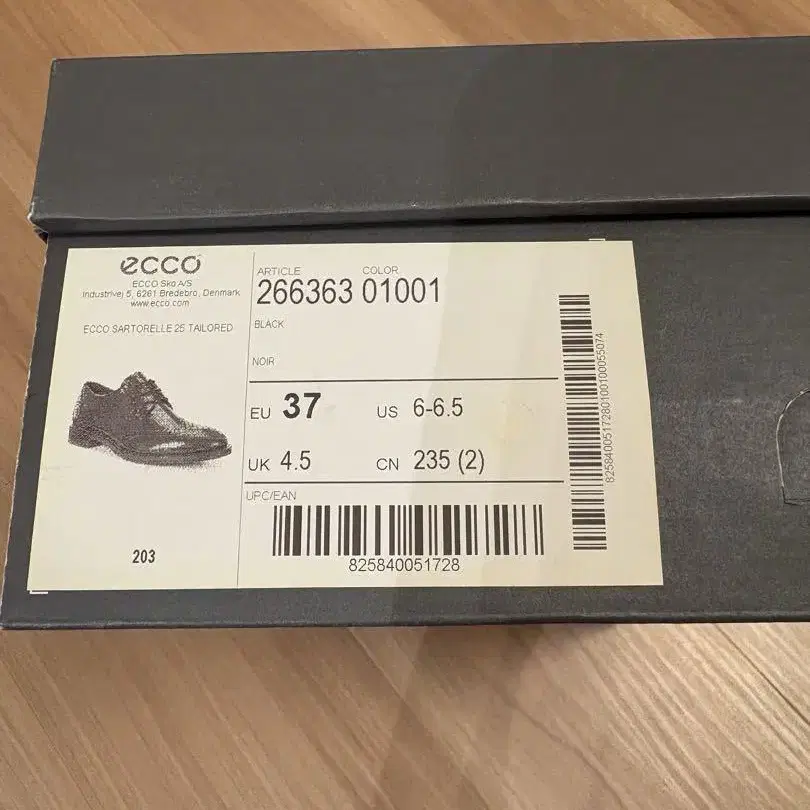 ecco
ECCO Sko A/S
Industrivej 5, 6261 Bredebro, Denmark
www.ecco.com
ECCO SARTORELLE 25 TAILORED
203
ARTICLE COLOR
266363 01001
BLACK
NOIR
EU 37 US 6-6.5
UK 4.5 CN 235 (2)
UPC/EAN
825840051728
8258400517280100100055074